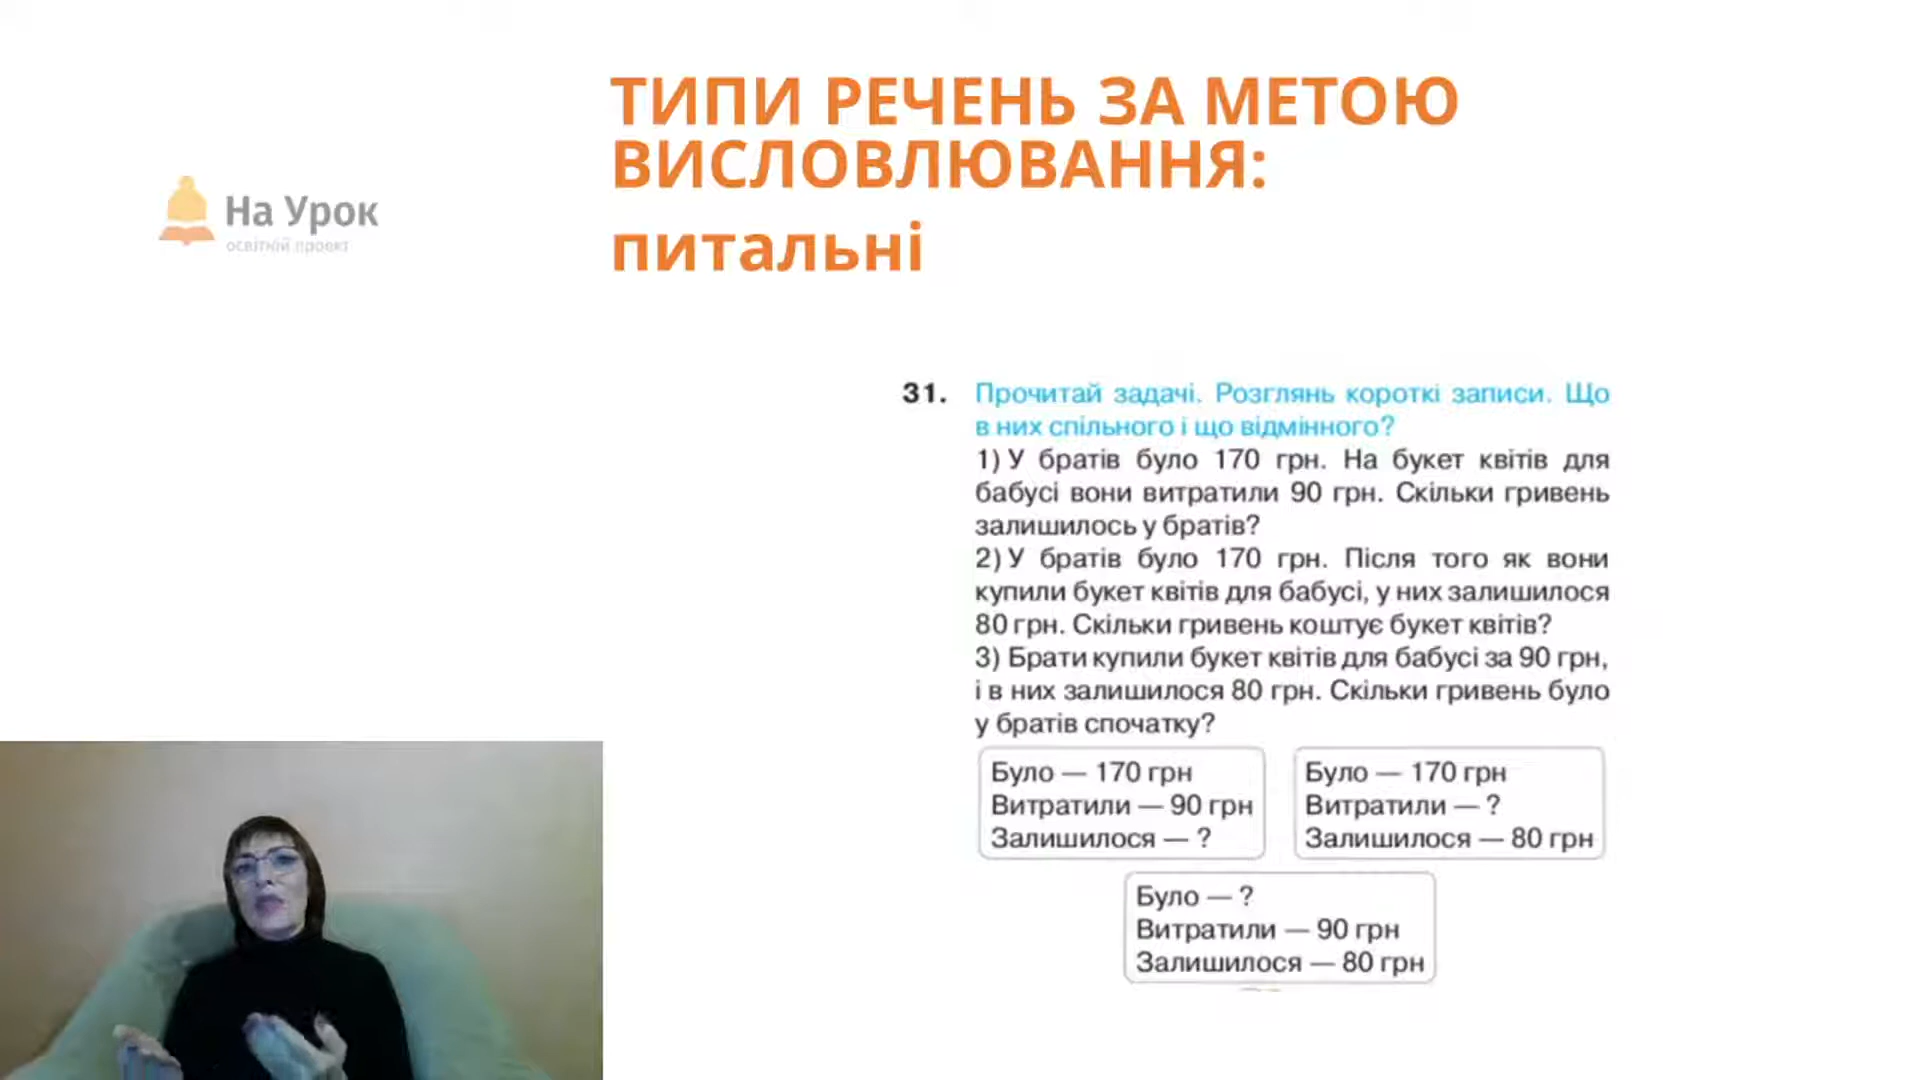 ТИПИ РЕЧЕНЬ ЗА МЕТОЮ
ВИСЛОВЛЮВАННЯ:
питальні
На Урок
освітній проект
31. Прочитай задачі. Розглянь короткі записи. Що
в них спільного і що відмінного?
1) У братів було 170 грн. На букет квітів для
бабусі вони витратили 90 грн. Скільки гривень
залишилось у братів?
2) У братів було 170 грн. Після того як вони
купили букет квітів для бабусі, у них залишилося
80 грн. Скільки гривень коштує букет квітів?
3) Брати купили букет квітів для бабусі за 90 грн,
і в них залишилося 80 грн. Скільки гривень було
у братів спочатку?
Було — 170 грн
Витратили — 90 грн
Залишилося — ?
Було — 170 грн
Витратили — ?
Залишилося — 80 грн
Було — ?
Витратили — 90 грн
Залишилося — 80 грн